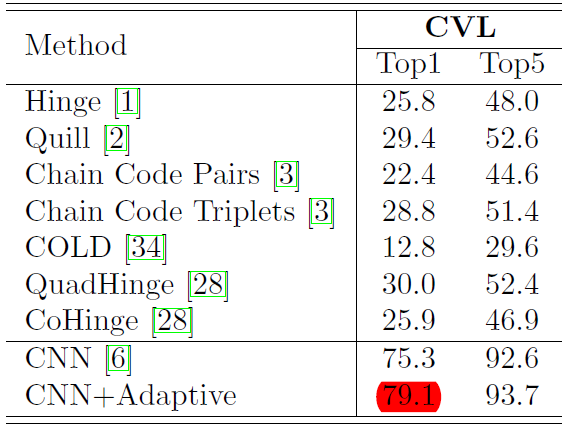 Method CVL
Top1 Top5
Hinge [1] 25.8 48.0
Quill [2] 29.4 52.6
Chain Code Pairs [3] 22.4 44.6
Chain Code Triplets [3] 28.8 51.4
COLD [34] 12.8 29.6
QuadHinge [28] 30.0 52.4
CoHinge [28] 25.9 46.9
CNN [6] 75.3 92.6
CNN+Adaptive 79.1 93.7